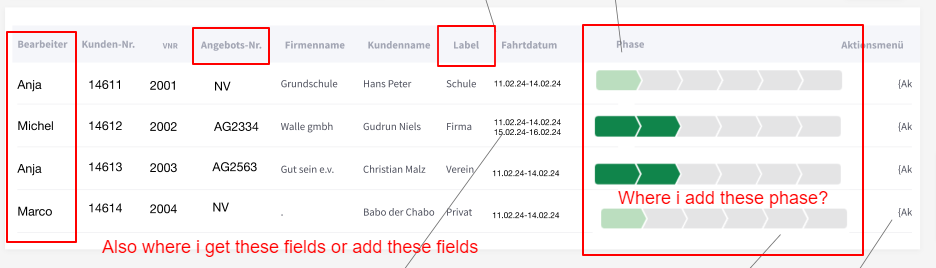 Bearbeiter Kunden-Nr. VNR Angebots-Nr. Firmenname Kundenname Label Fahrtdatum Phase Aktionsmenü
Anja 14611 2001 NV Grundschule Hans Peter Schule 11.02.24-14.02.24 {Ak
Michel 14612 2002 AG2334 Walle gmbh Gudrun Niels Firma 11.02.24-14.02.24 {Ak
15.02.24-16.02.24
Anja 14613 2003 AG2563 Gut sein e.v. Christian Malz Verein 11.02.24-14.02.24 {Ak
Where i add these phase?
Marco 14614 2004 NV . Babo der Chabo Privat 11.02.24-14.02.24 {Ak
Also where i get these fields or add these fields